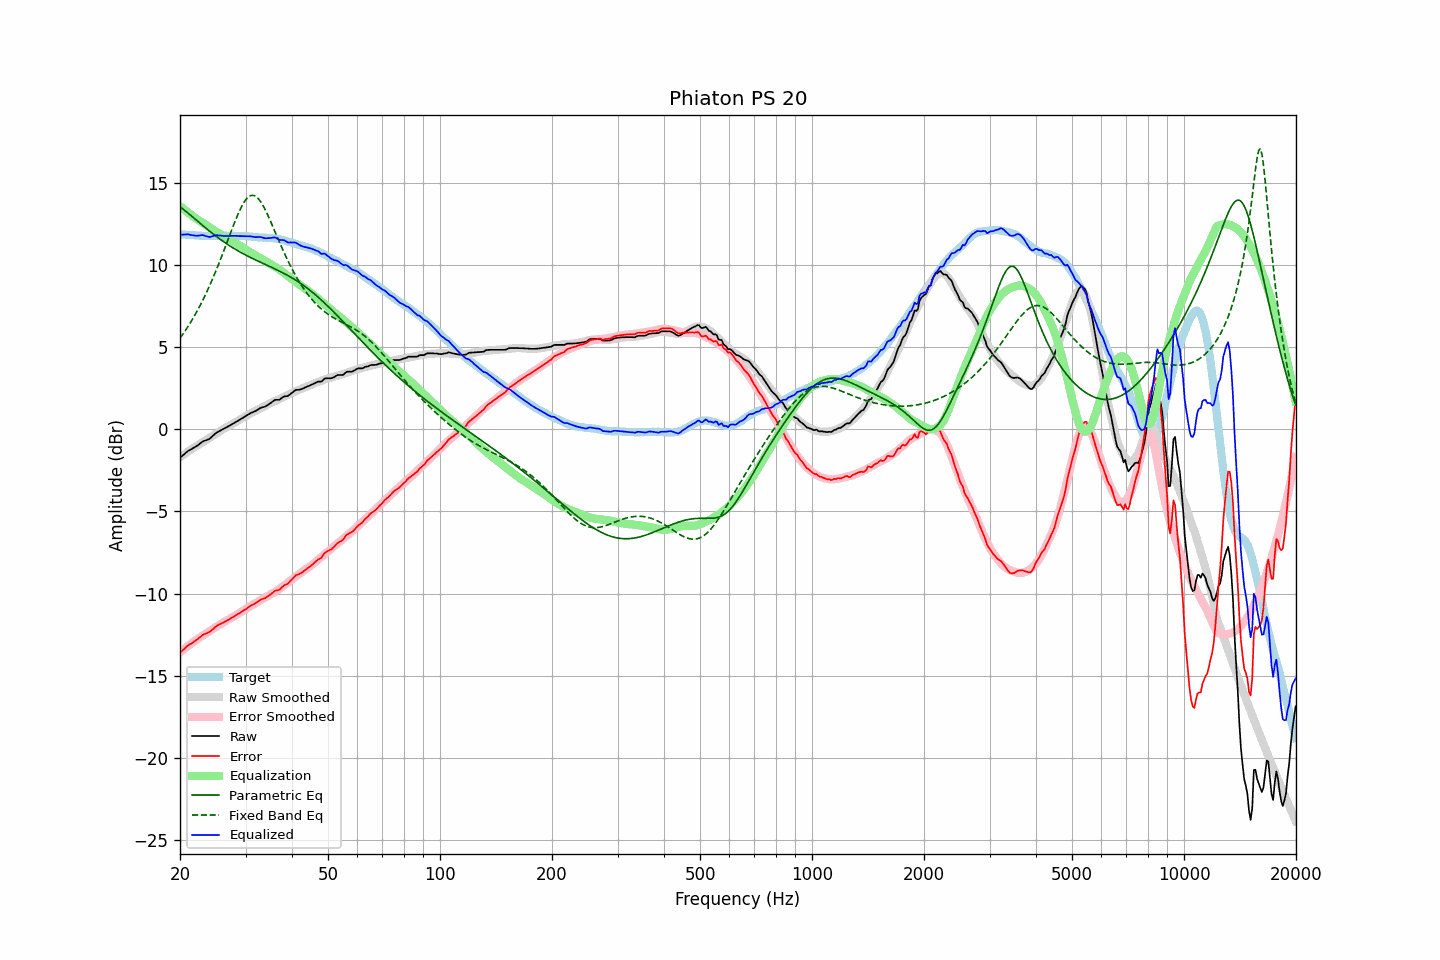 Phiaton PS 20
Amplitude (dBr)
15
10
5
0
−5
−10
−15
−20
−25
Target
Raw Smoothed
Error Smoothed
Raw
Error
Equalization
Parametric Eq
Fixed Band Eq
Equalized
20 50 100 200 500 1000 2000 5000 10000 20000
Frequency (Hz)